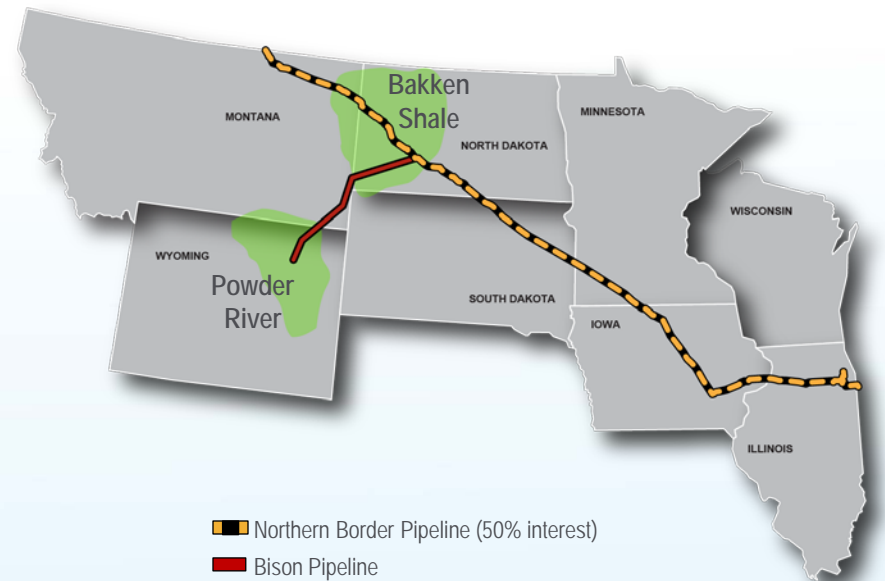 Bakken
Shale
MONTANA
NORTH DAKOTA
MINNESOTA
WISCONSIN
WYOMING
Powder
River
SOUTH DAKOTA
IOWA
ILLINOIS
Northern Border Pipeline (50% interest)
Bison Pipeline